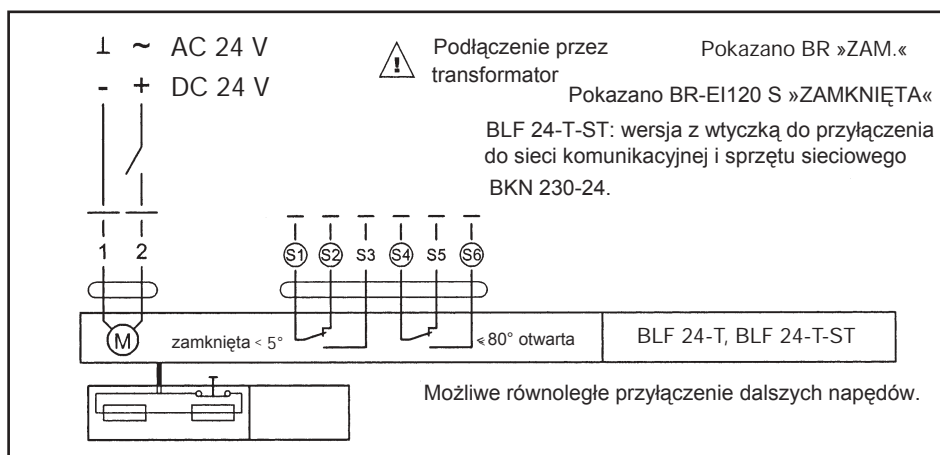 ⊥ ~ AC 24 V
- + DC 24 V
Podłączenie przez
transformator
Pokazano BR »ZAM.«
Pokazano BR-EI120 S »ZAMKNIĘTA«
BLF 24-T-ST: wersja z wtyczką do przyłączenia
do sieci komunikacyjnej i sprzętu sieciowego
BKN 230-24.
1 2
S1 S2 S3 S4 S5 S6
M
zamknięta < 5°
≪ 80° otwarta
BLF 24-T, BLF 24-T-ST
Możliwe równoległe przyłączenie dalszych napędów.